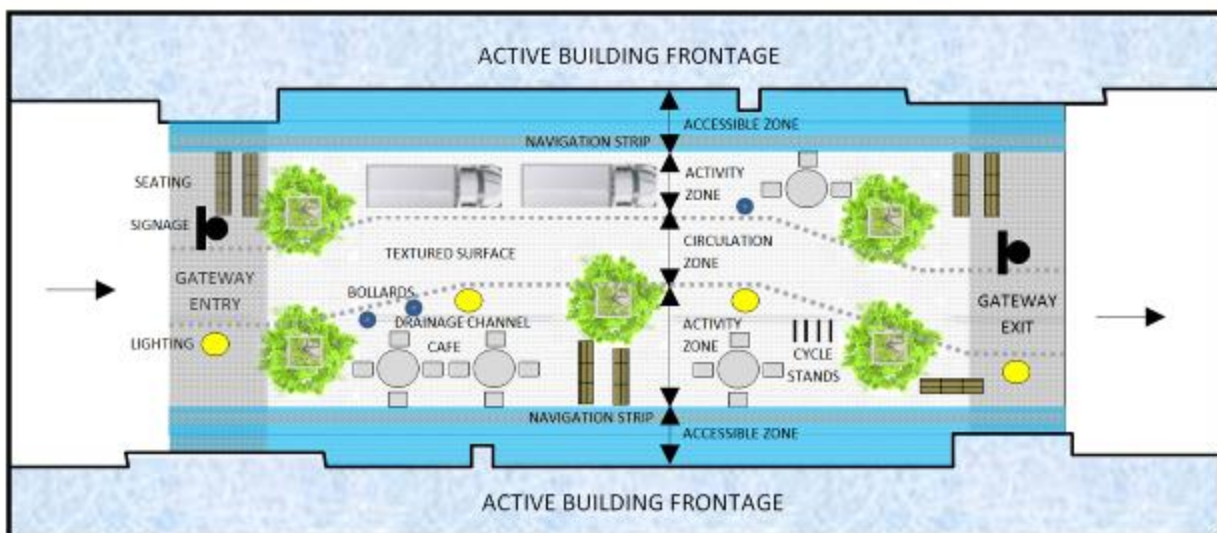 ACTIVE BUILDING FRONTAGE
ACCESSIBLE ZONE
NAVIGATION STRIP
SEATING
ACTIVITY
ZONE
SIGNAGE
TEXTURED SURFACE
CIRCULATION
ZONE
GATEWAY
ENTRY
BOLLARDS
GATEWAY
EXIT
LIGHTING
DRAINAGE CHANNEL
CAFE
ACTIVITY
ZONE
CYCLE
STANDS
NAVIGATION STRIP
ACCESSIBLE ZONE
ACTIVE BUILDING FRONTAGE